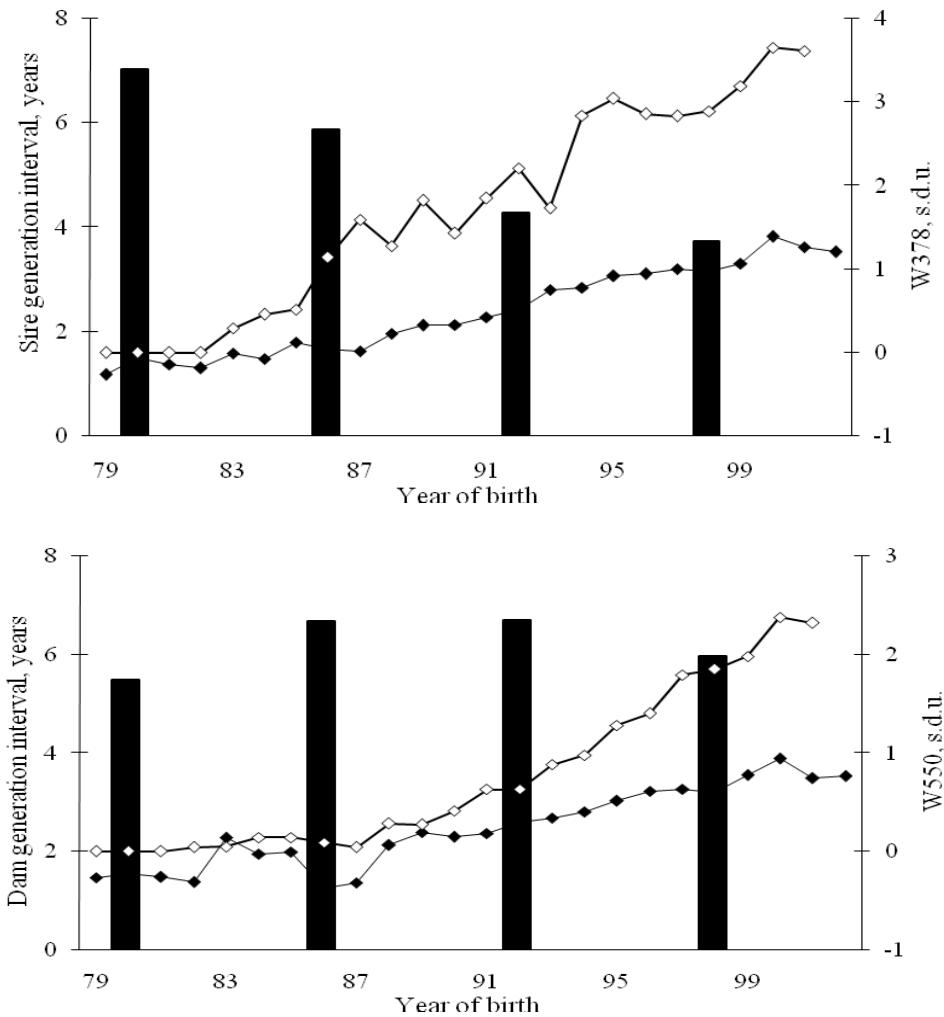 8
6
4
2
0
Sire generation interval, years
4
3
2
1
0
-1
W378, s.d.u.
79 83 87 91 95 99
Year of birth
8
6
4
2
0
Dam generation interval, years
3
2
1
0
-1
W550, s.d.u.
79 83 87 91 95 99
Year of birth